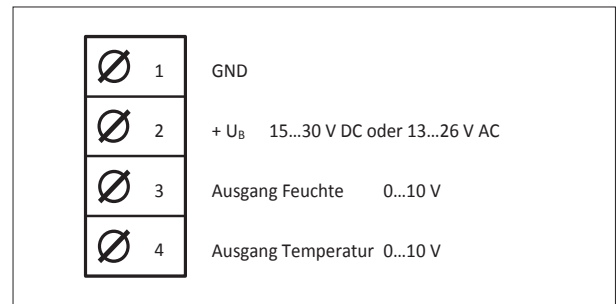 1 GND
2 + UB 15...30 V DC oder 13...26 V AC
3 Ausgang Feuchte 0...10 V
4 Ausgang Temperatur 0...10 V